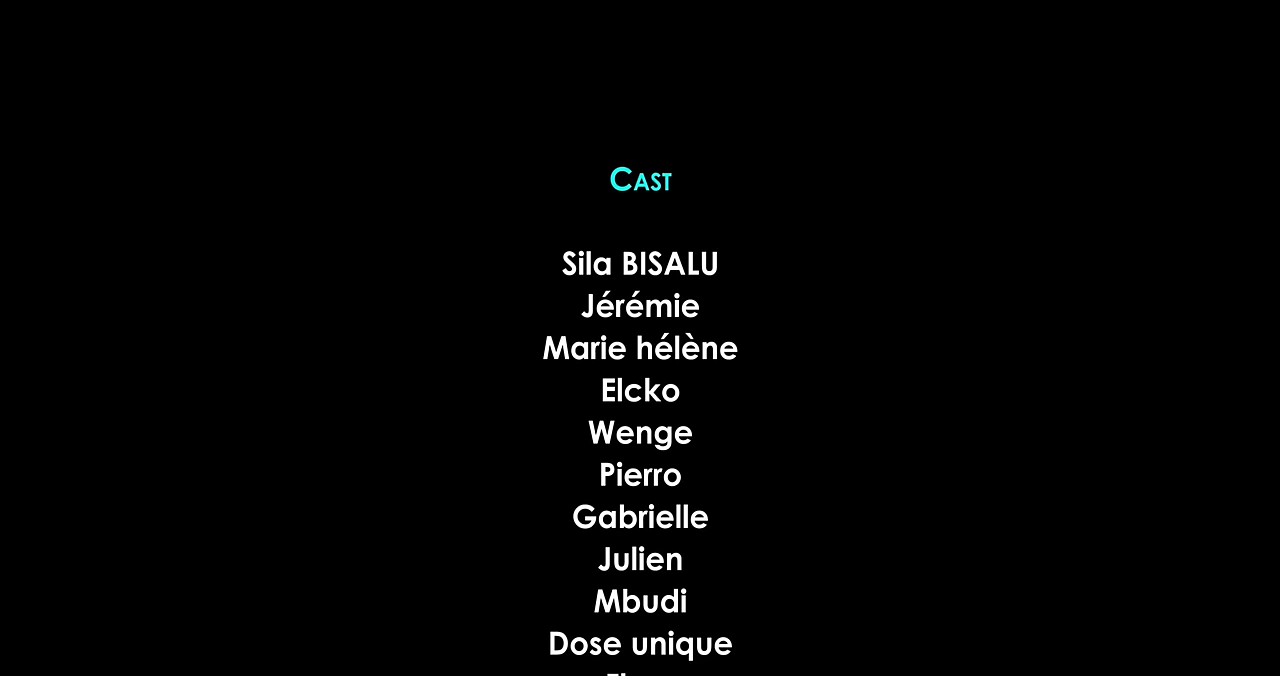 Cast
Sila BISALU
Jérémie
Marie hélène
Elcko
Wenge
Pierro
Gabrielle
Julien
Mbudi
Dose unique